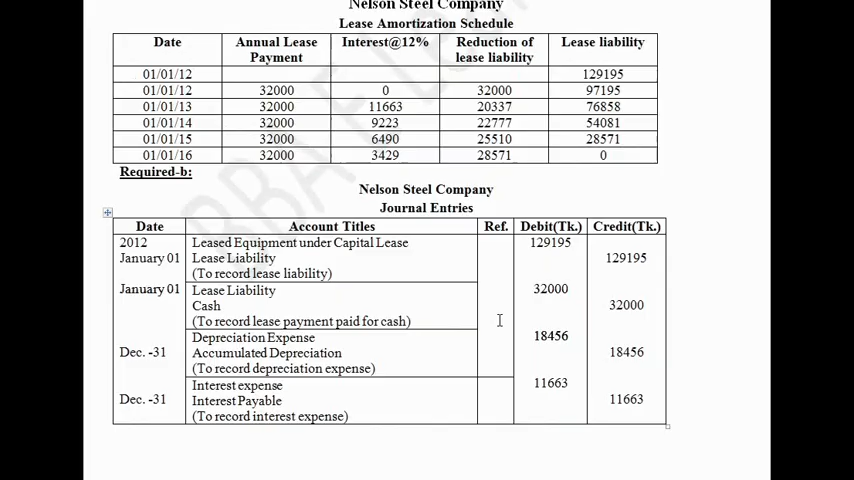 Nelson Steel Company
Lease Amortization Schedule
Date Annual Lease Payment Interest@12% Reduction of lease liability Lease liability
01/01/12 129195
01/01/12 32000 0 32000 97195
01/01/13 32000 11663 20337 76858
01/01/14 32000 9223 22777 54081
01/01/15 32000 6490 25510 28571
01/01/16 32000 3429 28571 0
Required-b:
Nelson Steel Company
Journal Entries
Date Account Titles Ref. Debit(Tk.) Credit(Tk.)
2012 Leased Equipment under Capital Lease 129195
January 01 Lease Liability 129195
(To record lease liability)
January 01 Lease Liability 32000
Cash 32000
(To record lease payment paid for cash)
Depreciation Expense 18456
Dec. -31 Accumulated Depreciation 18456
(To record depreciation expense)
Interest expense 11663
Dec. -31 Interest Payable 11663
(To record interest expense)